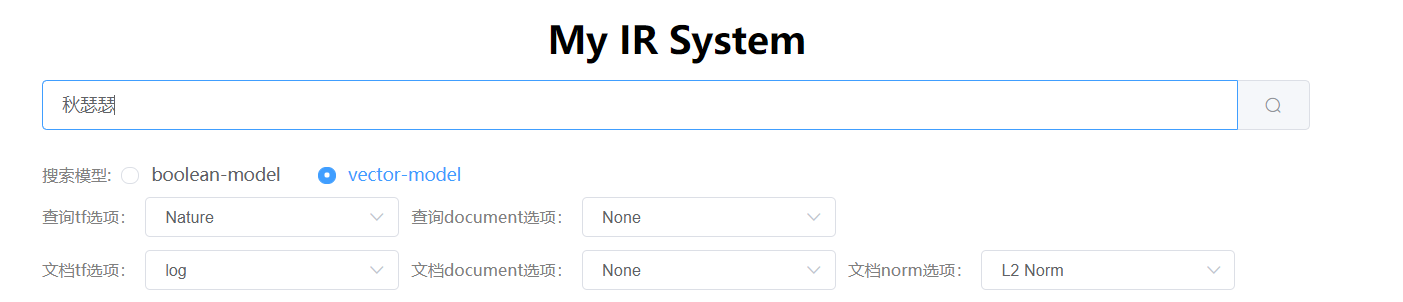 My IR System
秋瑟瑟
搜索模型: boolean-model vector-model
查询tf选项： Nature 查询document选项： None
文档tf选项： log 文档document选项： None 文档norm选项： L2 Norm